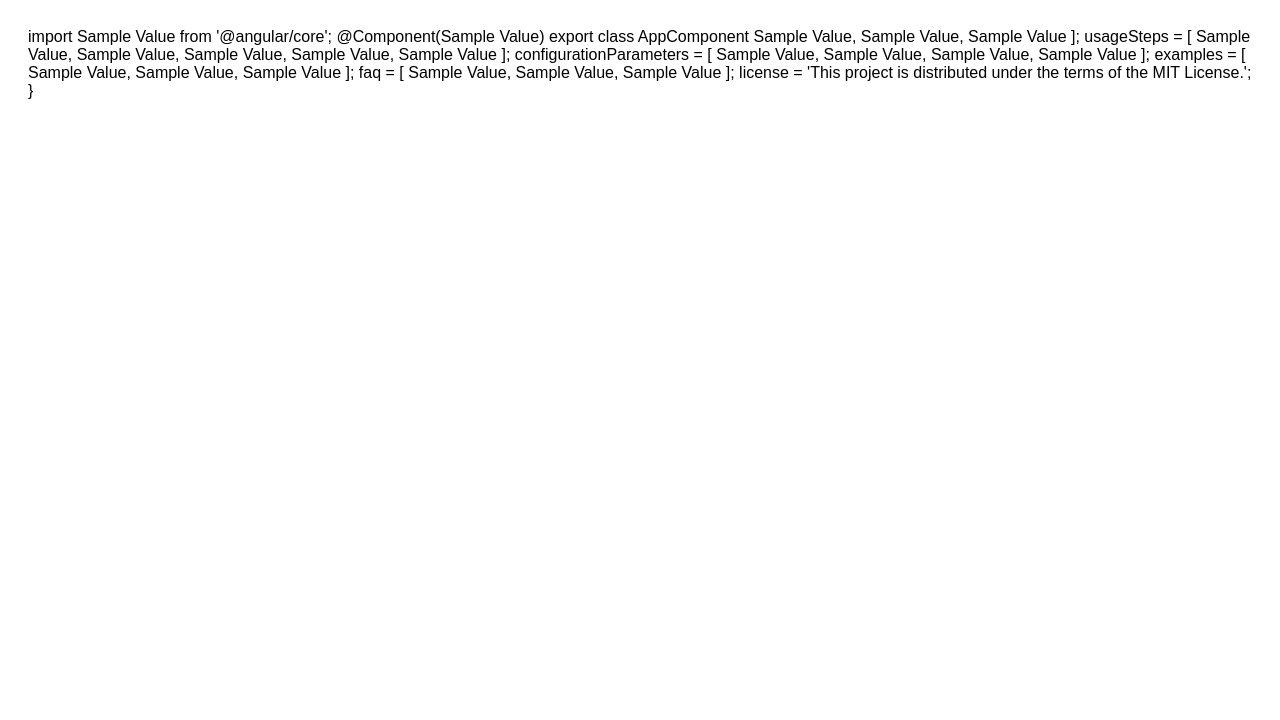 import Sample Value from '@angular/core'; @Component(Sample Value) export class AppComponent Sample Value, Sample Value, Sample Value ]; usageSteps = [ Sample
Value, Sample Value, Sample Value, Sample Value, Sample Value ]; configurationParameters = [ Sample Value, Sample Value, Sample Value, Sample Value ]; examples = [
Sample Value, Sample Value, Sample Value ]; faq = [ Sample Value, Sample Value, Sample Value ]; license = 'This project is distributed under the terms of the MIT License.';
}